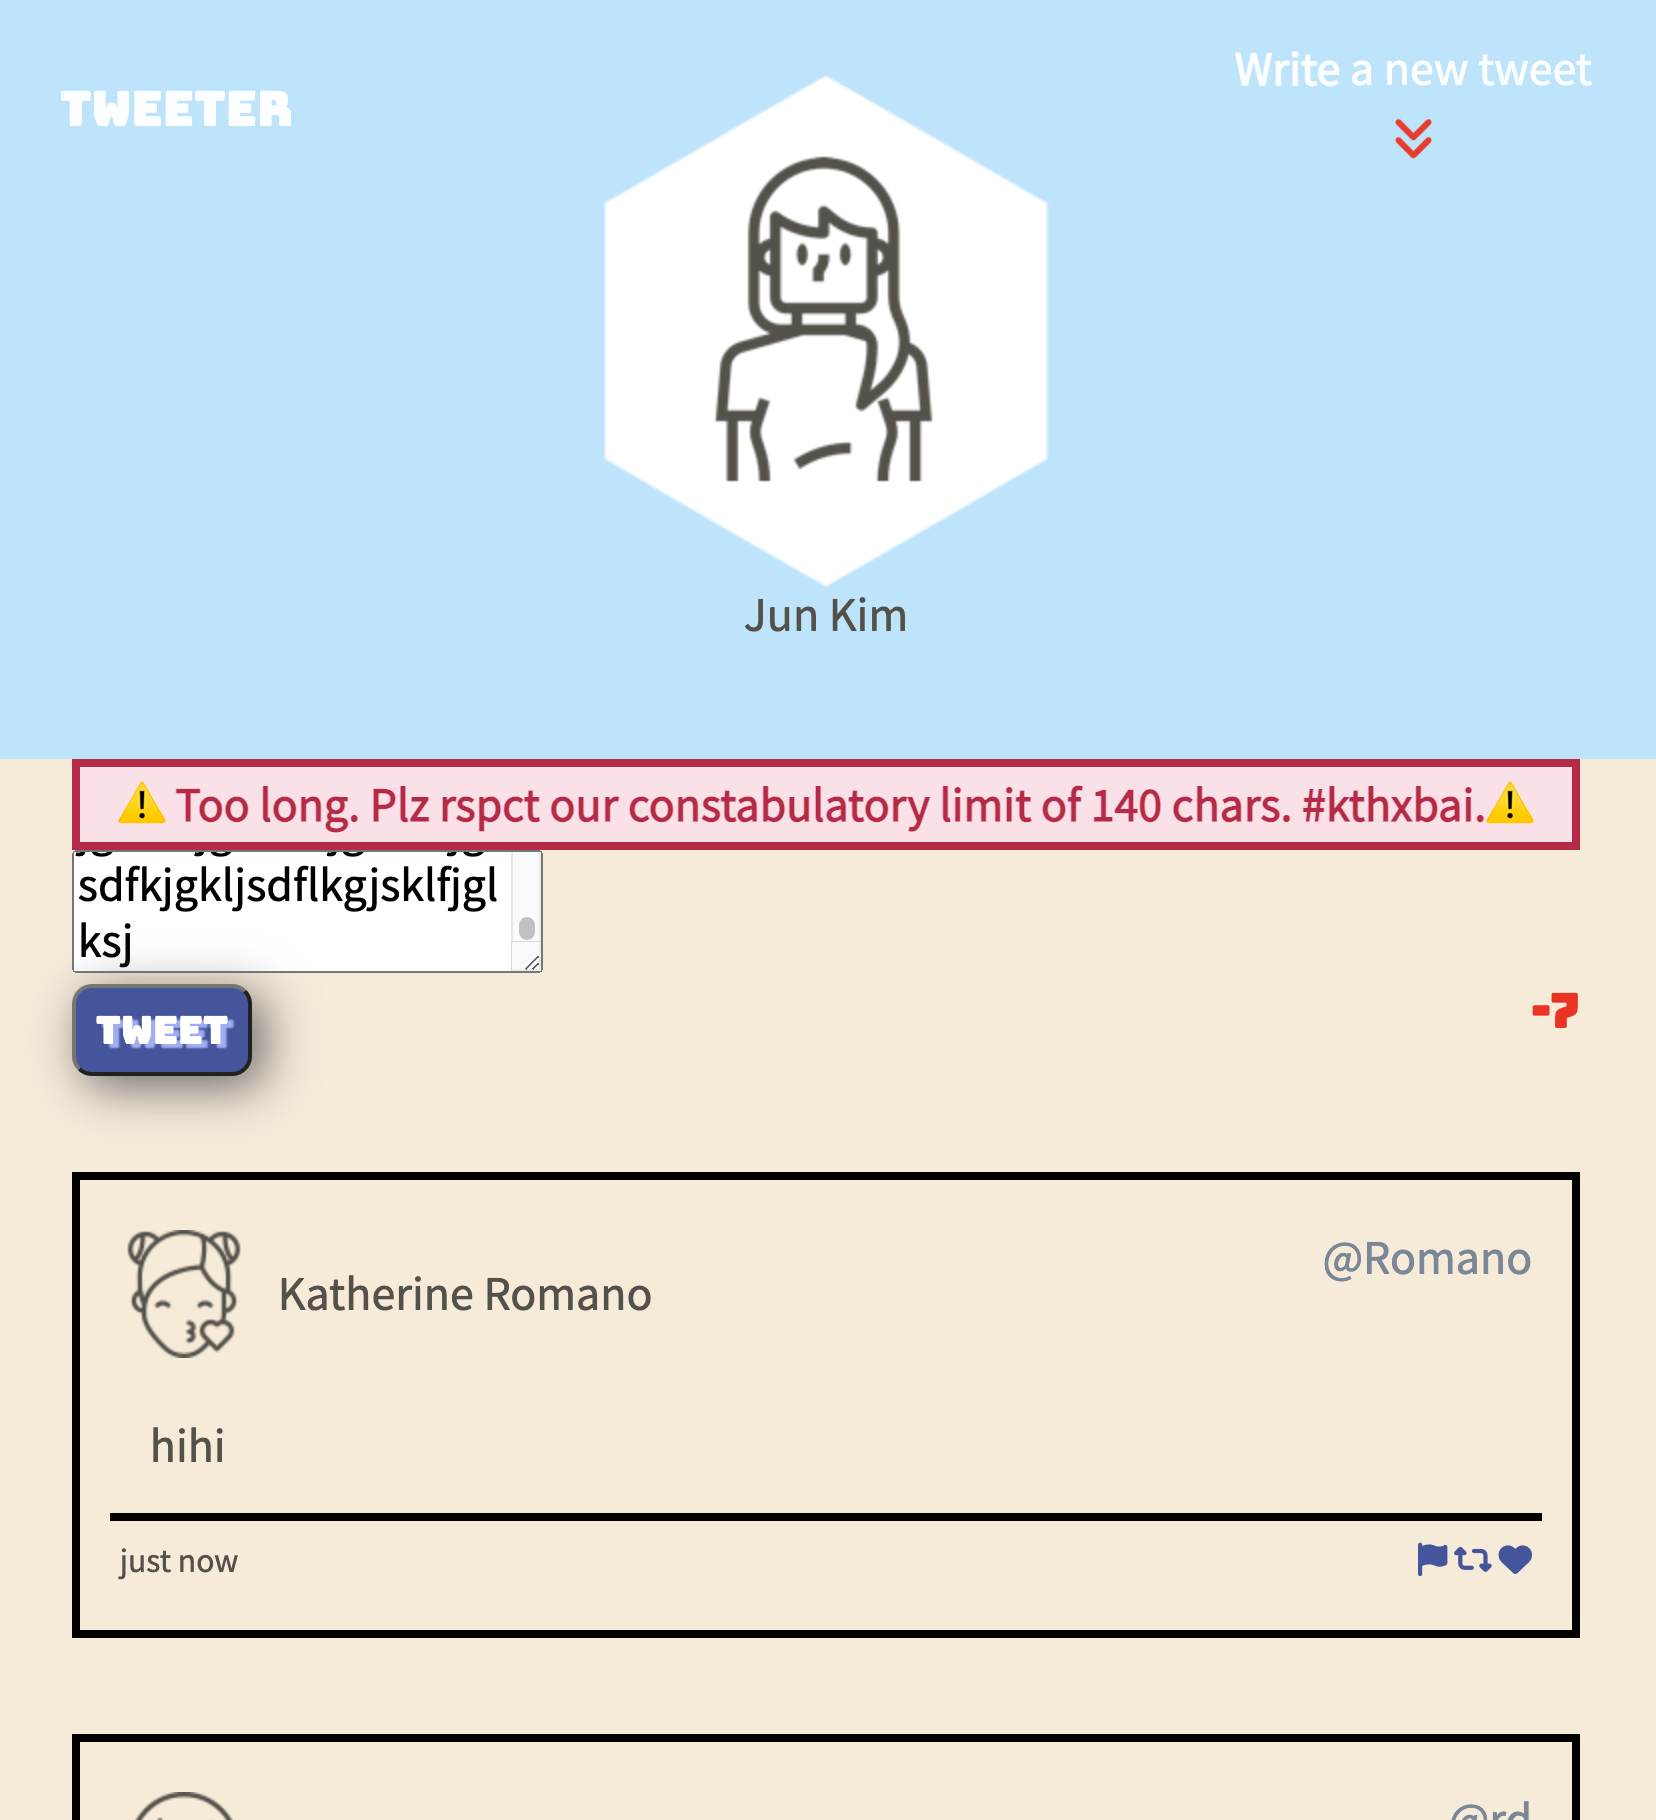 TWEETER
Write a new tweet
Jun Kim
⚠️ Too long. Plz rspct our constabulatory limit of 140 chars. #kthxbai.⚠️
sdfkjgkljsdflkgjsklfjgl
ksj
TWEET
-7
Katherine Romano
@Romano
hihi
just now
@rd